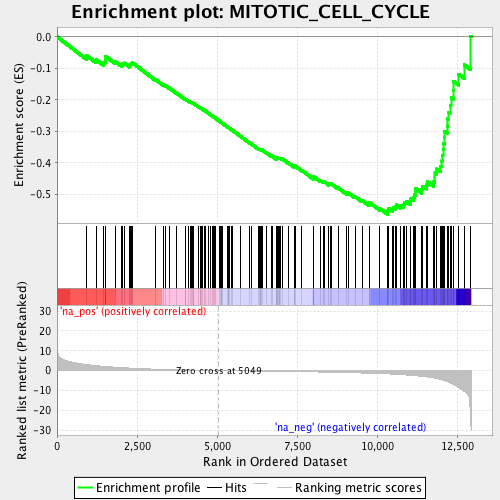 Enrichment plot: MITOTIC_CELL_CYCLE
Enrichment score (ES)
0.0
-0.1
-0.2
-0.3
-0.4
-0.5
'na_pos' (positively correlated)
Ranked list metric (PreRanked)
30
20
10
0
-10
-20
-30
Zero cross at 5049
'na_neg' (negatively correlated)
0
2,500
5,000
7,500
10,000
12,500
Rank in Ordered Dataset
Enrichment profile
Hits
Ranking metric scores